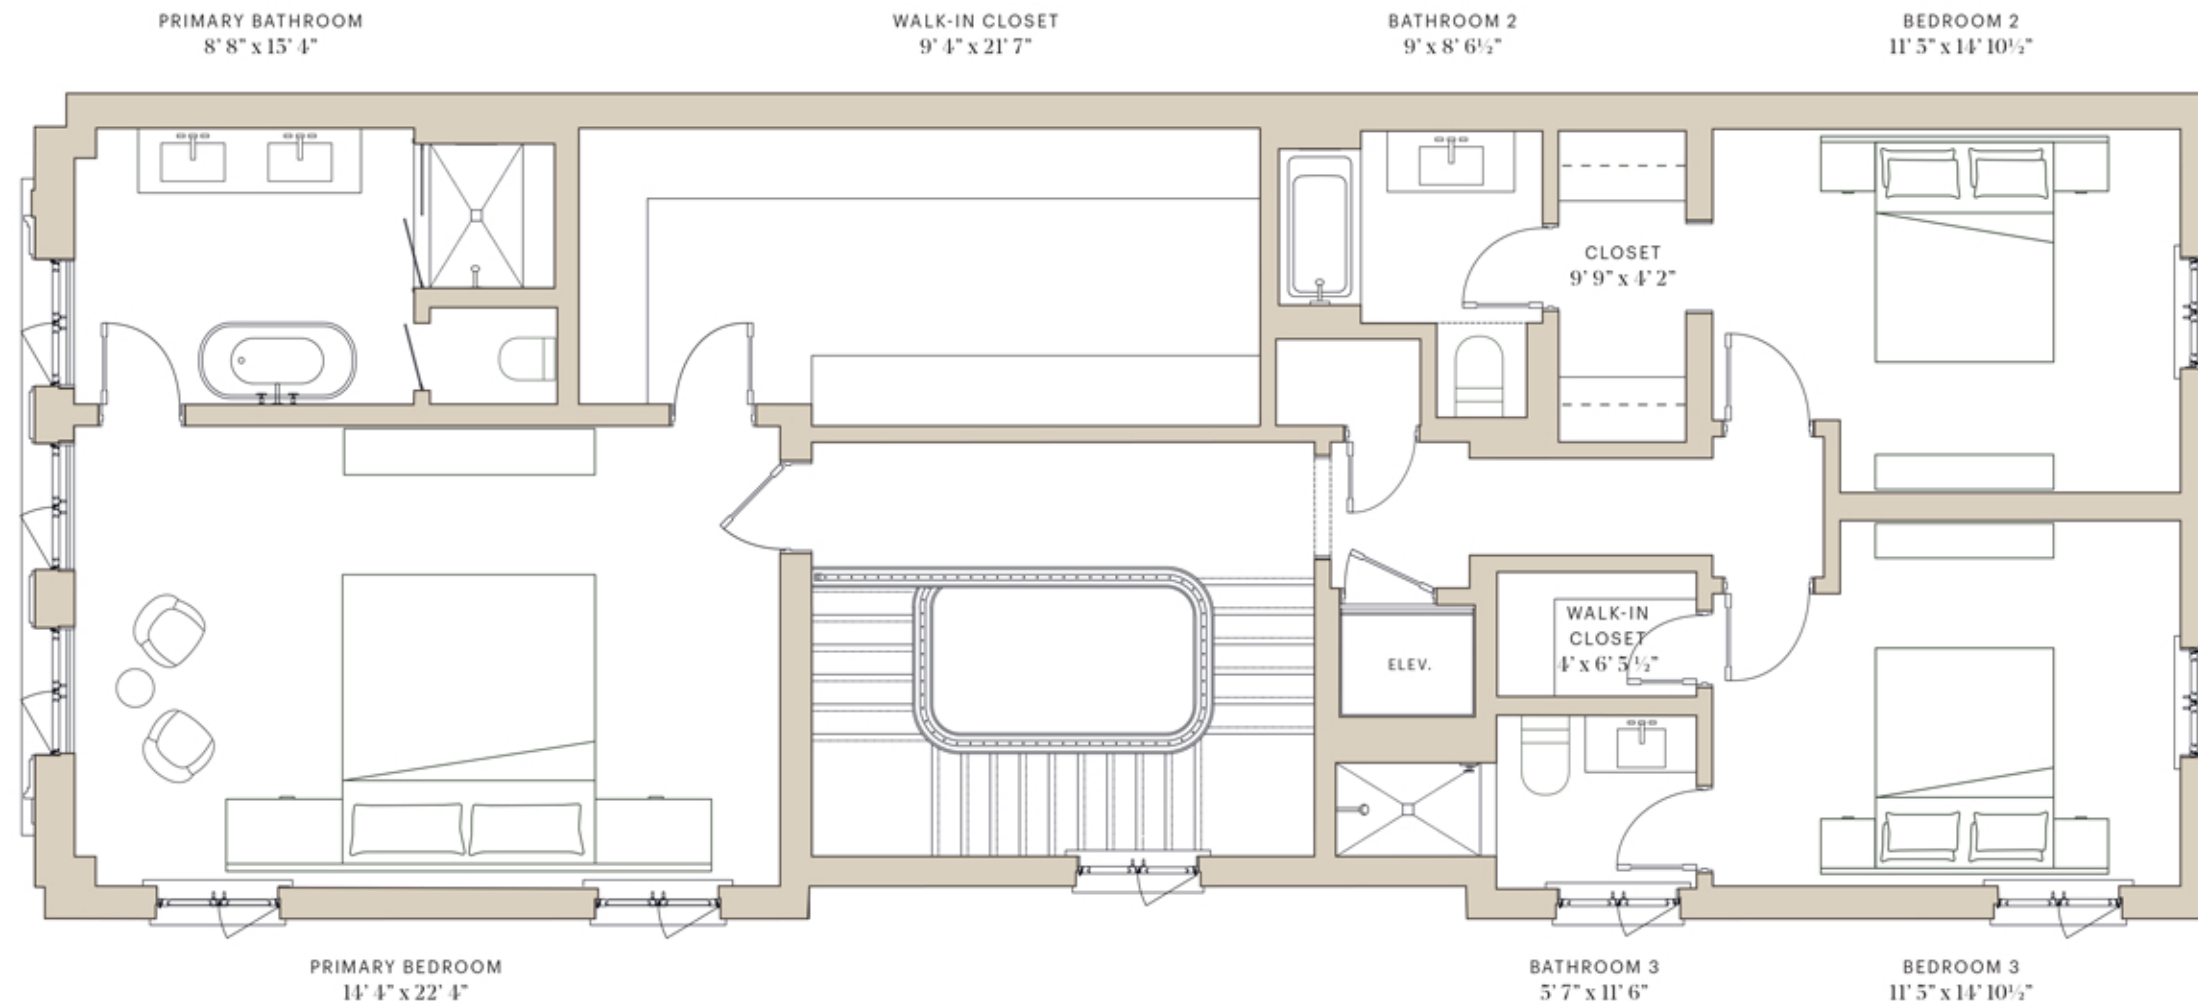 PRIMARY BATHROOM
8’ 8” x 15’ 4”
WALK-IN CLOSET
9’ 4” x 21’ 7”
BATHROOM 2
9’ x 8’ 6½”
BEDROOM 2
11’ 5” x 14’ 10½”
CLOSET
9’ 9” x 4’ 2”
WALK-IN
CLOSET
4’ x 6’ 5½”
ELEV.
PRIMARY BEDROOM
14’ 4” x 22’ 4”
BATHROOM 3
5’ 7” x 11’ 6”
BEDROOM 3
11’ 5” x 14’ 10½”